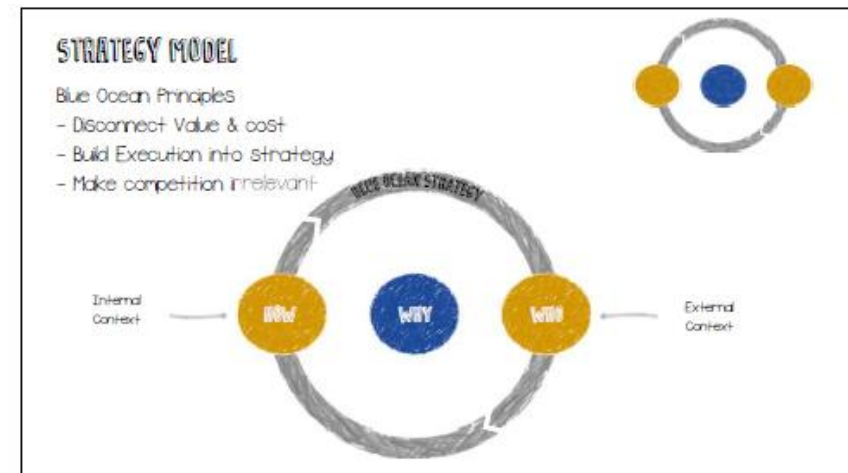 STRATEGY MODEL
Blue Ocean Principles
- Disconnect Value & cost
- Build Execution into strategy
- Make competition irrelevant
BLUE OCEAN STRATEGY
Internal
Context
HOW
WHY
WHO
External
Context